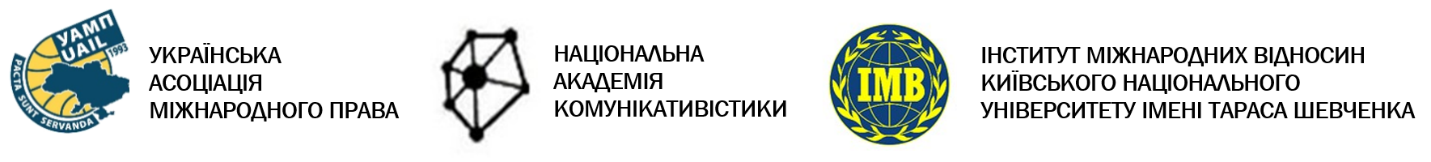 УАМП
UAIL
1993
PACTA SUNT SERVANDA
УКРАЇНСЬКА
АСОЦІАЦІЯ
МІЖНАРОДНОГО ПРАВА
НАЦІОНАЛЬНА
АКАДЕМІЯ
КОМУНІКАТИВІСТИКИ
ІМВ
ІНСТИТУТ МІЖНАРОДНИХ ВІДНОСИН
КИЇВСЬКОГО НАЦІОНАЛЬНОГО
УНІВЕРСИТЕТУ ІМЕНІ ТАРАСА ШЕВЧЕНКА